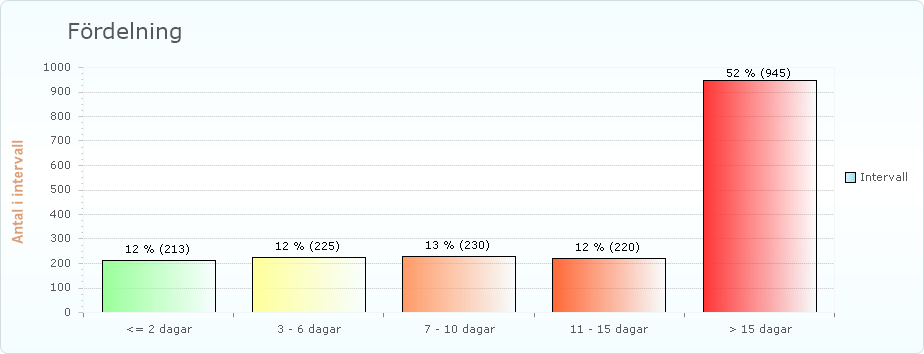 Fördelning
Antal i intervall
1000
900
800
700
600
500
400
300
200
100
0
12 % (213)
12 % (225)
13 % (230)
12 % (220)
52 % (945)
<= 2 dagar
3 - 6 dagar
7 - 10 dagar
11 - 15 dagar
> 15 dagar
Intervall